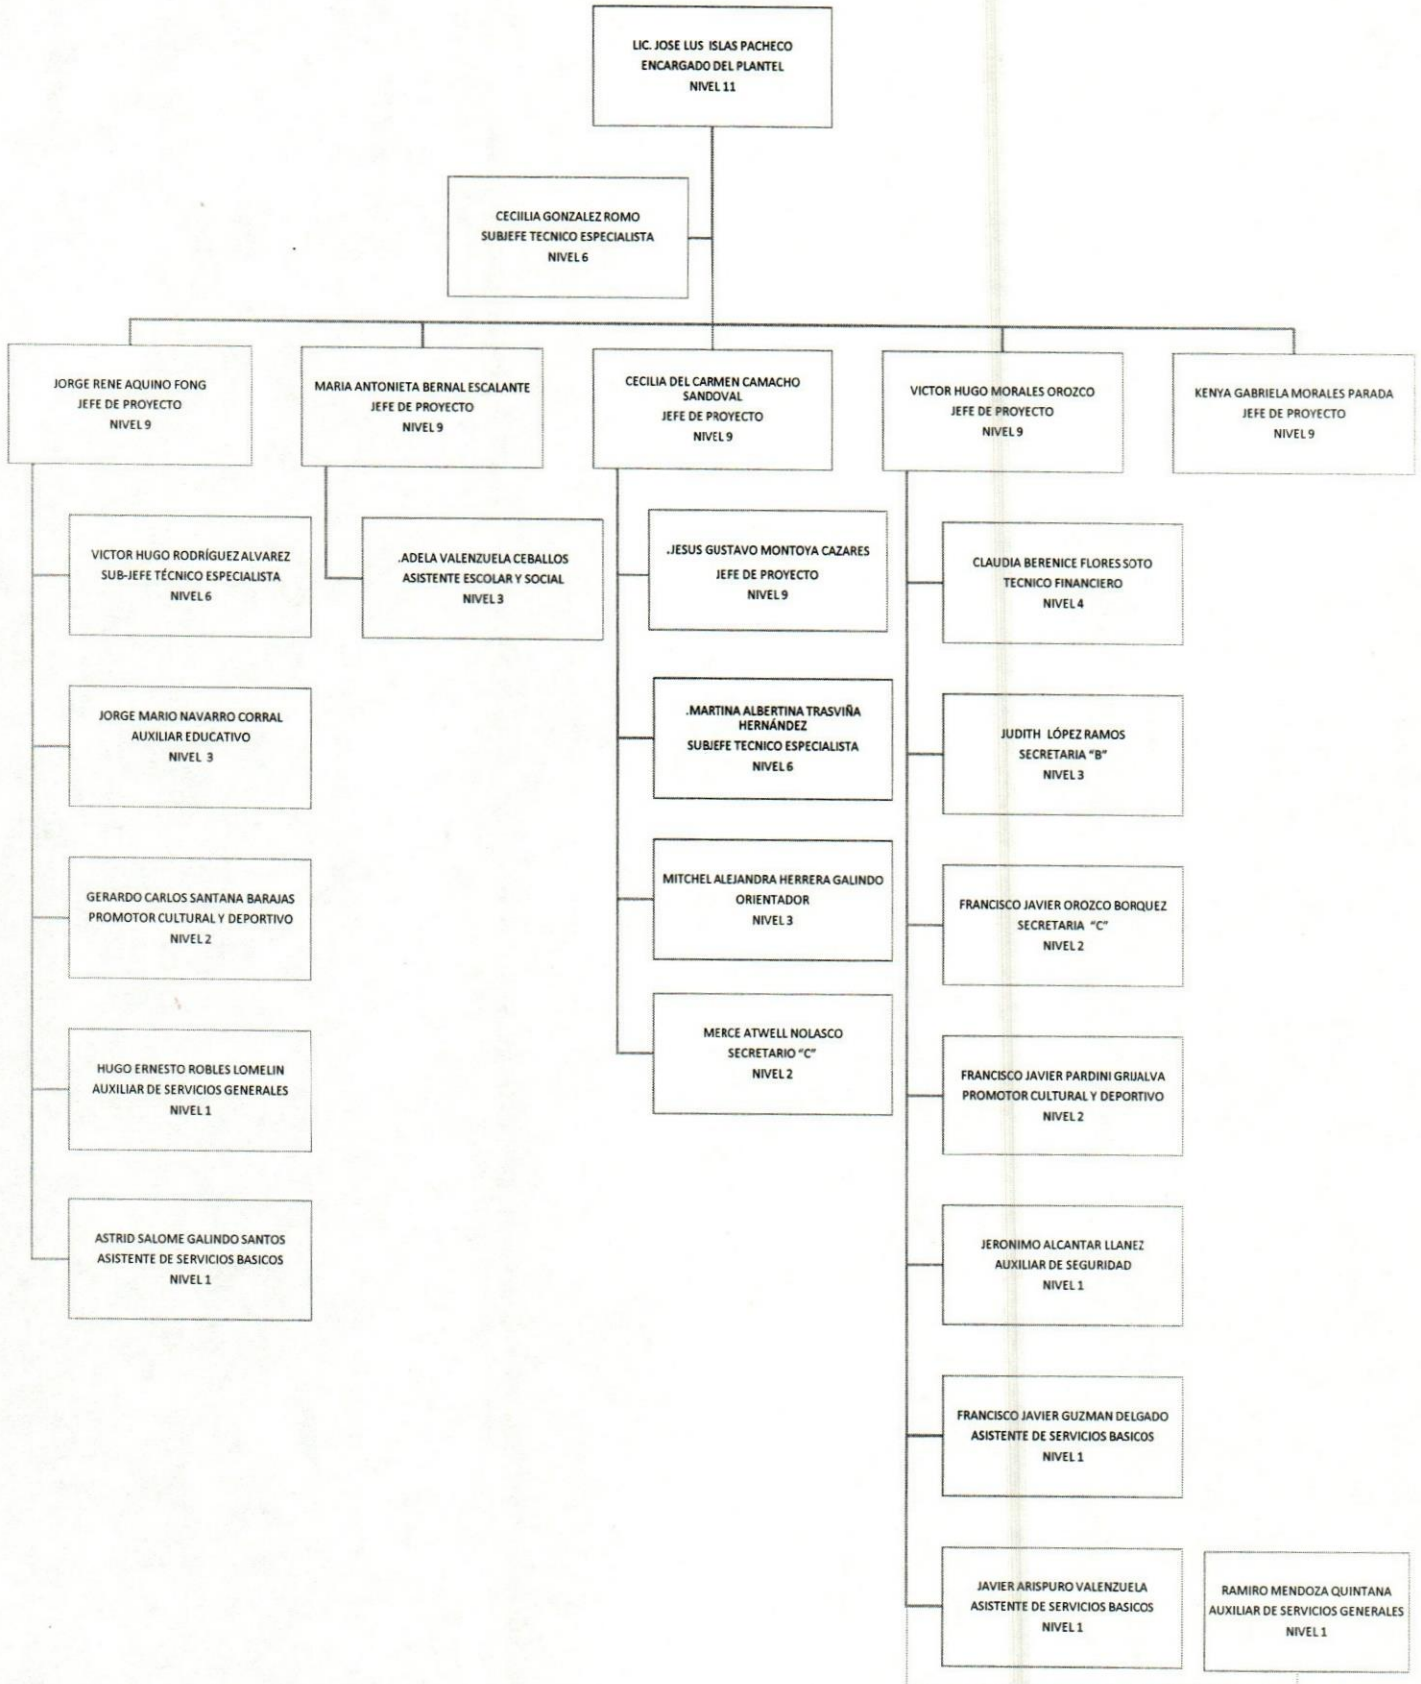 LIC. JOSE LUS ISLAS PACHECO
ENCARGADO DEL PLANTEL
NIVEL 11
CECIILIA GONZALEZ ROMO
SUBJEFE TECNICO ESPECIALISTA
NIVEL 6
JORGE RENE AQUINO FONG
JEFE DE PROYECTO
NIVEL 9
MARIA ANTONIETA BERNAL ESCALANTE
JEFE DE PROYECTO
NIVEL 9
CECILIA DEL CARMEN CAMACHO
SANDOVAL
JEFE DE PROYECTO
NIVEL 9
VICTOR HUGO MORALES OROZCO
JEFE DE PROYECTO
NIVEL 9
KENYA GABRIELA MORALES PARADA
JEFE DE PROYECTO
NIVEL 9
VICTOR HUGO RODRÍGUEZ ALVAREZ
SUB-JEFE TÉCNICO ESPECIALISTA
NIVEL 6
JORGE MARIO NAVARRO CORRAL
AUXILIAR EDUCATIVO
NIVEL 3
GERARDO CARLOS SANTANA BARAJAS
PROMOTOR CULTURAL Y DEPORTIVO
NIVEL 2
HUGO ERNESTO ROBLES LOMELIN
AUXILIAR DE SERVICIOS GENERALES
NIVEL 1
ASTRID SALOME GALINDO SANTOS
ASISTENTE DE SERVICIOS BASICOS
NIVEL 1
.ADELA VALENZUELA CEBALLOS
ASISTENTE ESCOLAR Y SOCIAL
NIVEL 3
.JESUS GUSTAVO MONTOYA CAZARES
JEFE DE PROYECTO
NIVEL 9
.MARTINA ALBERTINA TRASVIÑA
HERNÁNDEZ
SUBJEFE TECNICO ESPECIALISTA
NIVEL 6
MITCHEL ALEJANDRA HERRERA GALINDO
ORIENTADOR
NIVEL 3
MERCE ATWELL NOLASCO
SECRETARIO "C"
NIVEL 2
CLAUDIA BERENICE FLORES SOTO
TECNICO FINANCIERO
NIVEL 4
JUDITH LÓPEZ RAMOS
SECRETARIA "B"
NIVEL 3
FRANCISCO JAVIER OROZCO BORQUEZ
SECRETARIA "C"
NIVEL 2
FRANCISCO JAVIER PARDINI GRIJALVA
PROMOTOR CULTURAL Y DEPORTIVO
NIVEL 2
JERONIMO ALCANTAR LLANEZ
AUXILIAR DE SEGURIDAD
NIVEL 1
FRANCISCO JAVIER GUZMAN DELGADO
ASISTENTE DE SERVICIOS BASICOS
NIVEL 1
JAVIER ARISPURO VALENZUELA
ASISTENTE DE SERVICIOS BASICOS
NIVEL 1
RAMIRO MENDOZA QUINTANA
AUXILIAR DE SERVICIOS GENERALES
NIVEL 1